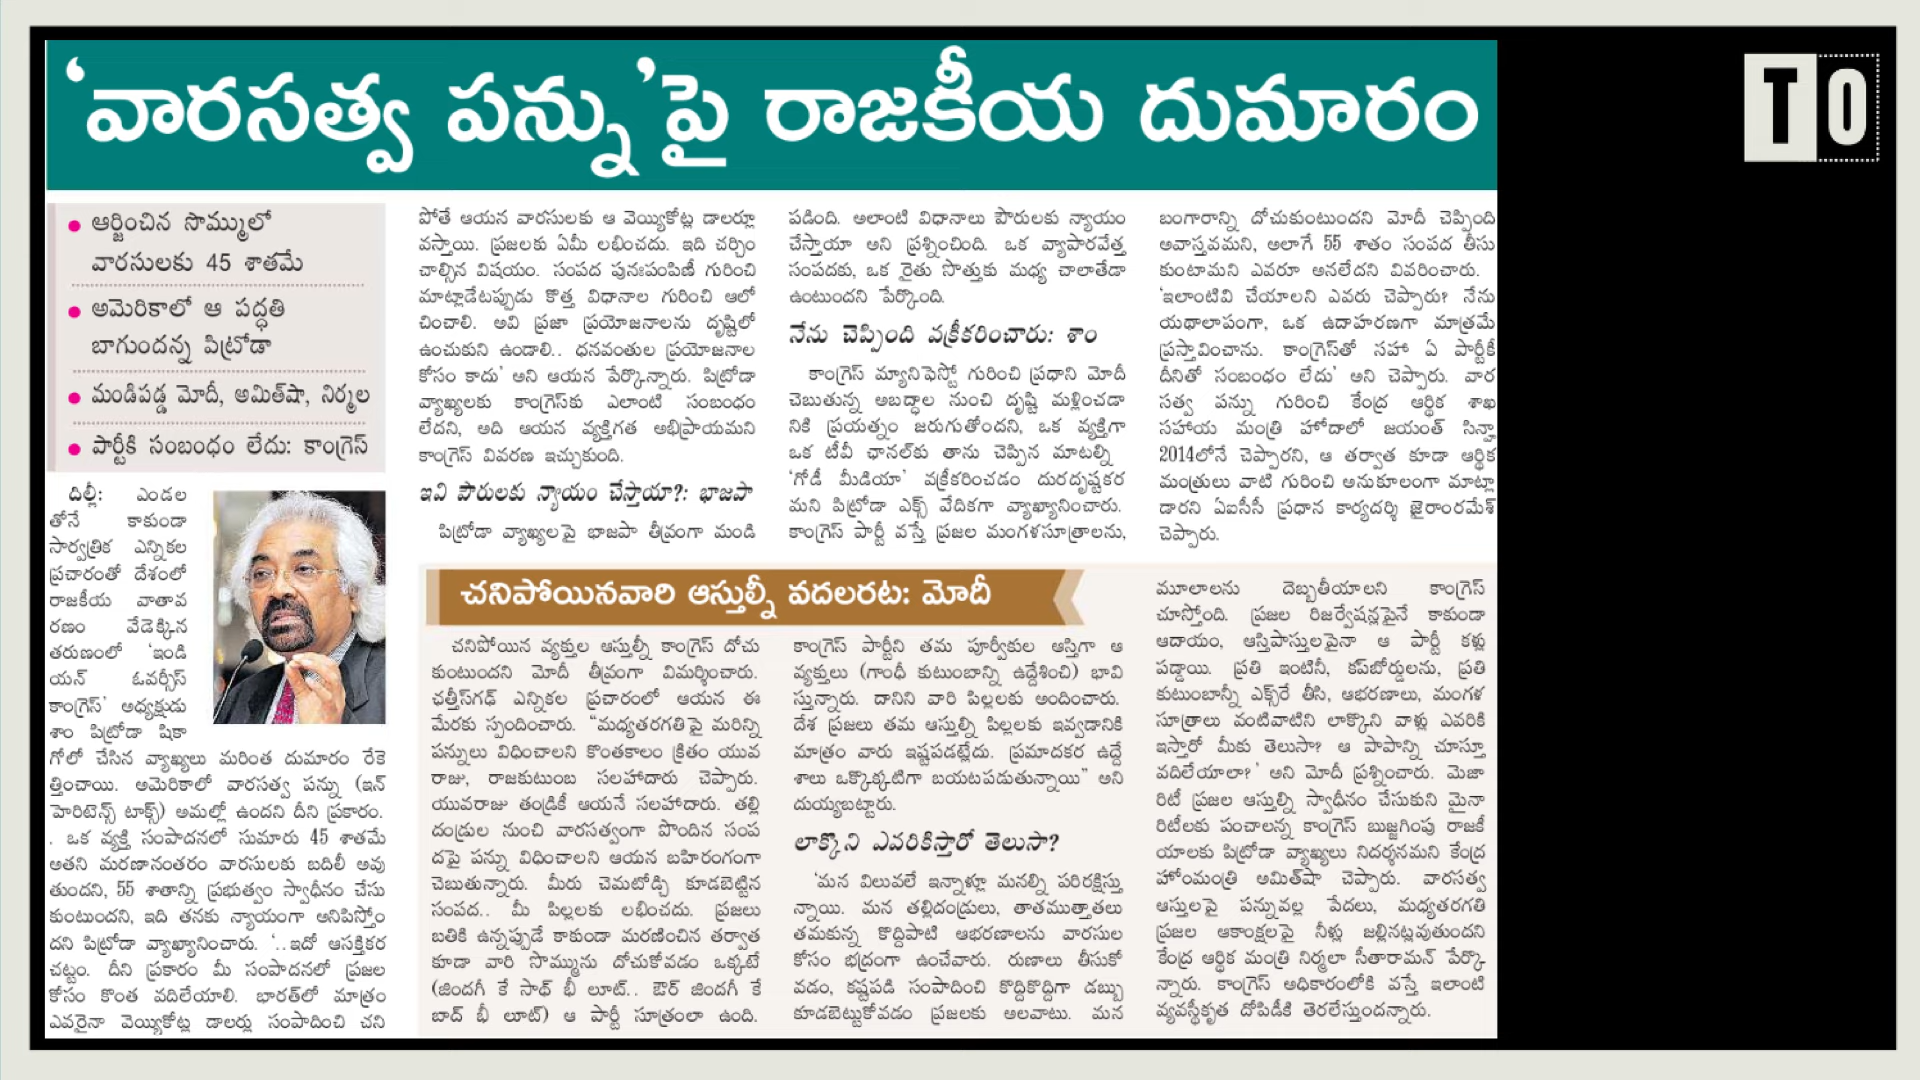 ‘వారసత్వ పన్ను’పై రాజకీయ దుమారం
TO
ఆర్జించిన సొమ్ములో
వారసులకు 45 శాతమే
అమెరికాలో ఆ పద్ధతి
బాగుందన్న పిట్రోడా
మండిపడ్డ మోదీ, అమిత్‌షా, నిర్మల
పార్టీకి సంబంధం లేదు: కాంగ్రెస్
దిల్లీ: ఎండల
తోనే కాకుండా
సార్వత్రిక ఎన్నికల
ప్రచారంతో దేశంలో
రాజకీయ వాతావ
రణం వేడెక్కిన
తరుణంలో ‘ఇండి
యన్ ఓవర్సీస్
కాంగ్రెస్’ అధ్యక్షుడు
శాం పిట్రోడా షికా
గోలో చేసిన వ్యాఖ్యలు మరింత దుమారం రేకె
త్తించాయి. అమెరికాలో వారసత్వ పన్ను (ఇన్
హెరిటెన్స్ టాక్స్) అమల్లో ఉందని దీని ప్రకారం.
. ఒక వ్యక్తి సంపాదనలో సుమారు 45 శాతమే
అతని మరణానంతరం వారసులకు బదిలీ అవు
తుందని, 55 శాతాన్ని ప్రభుత్వం స్వాధీనం చేసు
కుంటుందని, ఇది తనకు న్యాయంగా అనిపిస్తోం
దని పిట్రోడా వ్యాఖ్యానించారు. ‘..ఇదో ఆసక్తికర
చట్టం. దీని ప్రకారం మీ సంపాదనలో ప్రజల
కోసం కొంత వదిలేయాలి. భారత్‌లో మాత్రం
ఎవరైనా వెయ్యికోట్ల డాలర్లు సంపాదించి చని
పోతే ఆయన వారసులకు ఆ వెయ్యికోట్ల డాలర్లూ
వస్తాయి. ప్రజలకు ఏమీ లభించదు. ఇది చర్చిం
చాల్సిన విషయం. సంపద పునఃపంపిణీ గురించి
మాట్లాడేటప్పుడు కొత్త విధానాల గురించి ఆలో
చించాలి. అవి ప్రజా ప్రయోజనాలను దృష్టిలో
ఉంచుకుని ఉండాలి.. ధనవంతుల ప్రయోజనాల
కోసం కాదు’ అని ఆయన పేర్కొన్నారు. పిట్రోడా
వ్యాఖ్యలకు కాంగ్రెస్‌కు ఎలాంటి సంబంధం
లేదని, అది ఆయన వ్యక్తిగత అభిప్రాయమని
కాంగ్రెస్ వివరణ ఇచ్చుకుంది.
ఇవి పౌరులకు న్యాయం చేస్తాయా?: భాజపా
పిట్రోడా వ్యాఖ్యలపై భాజపా తీవ్రంగా మండి
పడింది. అలాంటి విధానాలు పౌరులకు న్యాయం
చేస్తాయా అని ప్రశ్నించింది. ఒక వ్యాపారవేత్త
సంపదకు, ఒక రైతు సొత్తుకు మధ్య చాలాతేడా
ఉంటుందని పేర్కొంది.
నేను చెప్పింది వక్రీకరించారు: శాం
కాంగ్రెస్ మ్యానిఫెస్టో గురించి ప్రధాని మోదీ
చెబుతున్న అబద్ధాల నుంచి దృష్టి మళ్లించడా
నికి ప్రయత్నం జరుగుతోందని, ఒక వ్యక్తిగా
ఒక టీవీ ఛానల్‌కు తాను చెప్పిన మాటల్ని
‘గోడీ మీడియా’ వక్రీకరించడం దురదృష్టకర
మని పిట్రోడా ఎక్స్ వేదికగా వ్యాఖ్యానించారు.
కాంగ్రెస్ పార్టీ వస్తే ప్రజల మంగళసూత్రాలను,
బంగారాన్ని దోచుకుంటుందని మోదీ చెప్పింది
అవాస్తవమని, అలాగే 55 శాతం సంపద తీసు
కుంటామని ఎవరూ అనలేదని వివరించారు.
‘ఇలాంటివి చేయాలని ఎవరు చెప్పారు? నేను
యథాలాపంగా, ఒక ఉదాహరణగా మాత్రమే
ప్రస్తావించాను. కాంగ్రెస్‌తో సహా ఏ పార్టీకీ
దీనితో సంబంధం లేదు’ అని చెప్పారు. వార
సత్వ పన్ను గురించి కేంద్ర ఆర్థిక శాఖ
సహాయ మంత్రి హోదాలో జయంత్ సిన్హా
2014లోనే చెప్పారని, ఆ తర్వాత కూడా ఆర్థిక
మంత్రులు వాటి గురించి అనుకూలంగా మాట్లా
డారని ఏఐసీసీ ప్రధాన కార్యదర్శి జైరాంరమేశ్
చెప్పారు.
చనిపోయినవారి ఆస్తుల్నీ వదలరట: మోదీ
చనిపోయిన వ్యక్తుల ఆస్తుల్నీ కాంగ్రెస్ దోచు
కుంటుందని మోదీ తీవ్రంగా విమర్శించారు.
ఛత్తీస్‌గఢ్ ఎన్నికల ప్రచారంలో ఆయన ఈ
మేరకు స్పందించారు. “మధ్యతరగతిపై మరిన్ని
పన్నులు విధించాలని కొంతకాలం క్రితం యువ
రాజు, రాజకుటుంబ సలహాదారు చెప్పారు.
యువరాజు తండ్రికీ ఆయనే సలహాదారు. తల్లి
దండ్రుల నుంచి వారసత్వంగా పొందిన సంప
దపై పన్ను విధించాలని ఆయన బహిరంగంగా
చెబుతున్నారు. మీరు చెమటోడ్చి కూడబెట్టిన
సంపద.. మీ పిల్లలకు లభించదు. ప్రజలు
బతికి ఉన్నప్పుడే కాకుండా మరణించిన తర్వాత
కూడా వారి సొమ్మును దోచుకోవడం ఒక్కటే
(జిందగీ కే సాథ్ భీ లూట్.. ఔర్ జిందగీ కే
బాద్ భీ లూట్) ఆ పార్టీ సూత్రంలా ఉంది.
కాంగ్రెస్ పార్టీని తమ పూర్వీకుల ఆస్తిగా ఆ
వ్యక్తులు (గాంధీ కుటుంబాన్ని ఉద్దేశించి) భావి
స్తున్నారు. దానిని వారి పిల్లలకు అందించారు.
దేశ ప్రజలు తమ ఆస్తుల్ని పిల్లలకు ఇవ్వడానికి
మాత్రం వారు ఇష్టపడట్లేదు. ప్రమాదకర ఉద్దే
శాలు ఒక్కొక్కటిగా బయటపడుతున్నాయి” అని
దుయ్యబట్టారు.
లాక్కొని ఎవరికిస్తారో తెలుసా?
‘మన విలువలే ఇన్నాళ్లూ మనల్ని పరిరక్షిస్తు
న్నాయి. మన తల్లిదండ్రులు, తాతముత్తాతలు
తమకున్న కొద్దిపాటి ఆభరణాలను వారసుల
కోసం భద్రంగా ఉంచేవారు. రుణాలు తీసుకో
వడం, కష్టపడి సంపాదించి కొద్దికొద్దిగా డబ్బు
కూడబెట్టుకోవడం ప్రజలకు అలవాటు. మన
మూలాలను దెబ్బతీయాలని కాంగ్రెస్
చూస్తోంది. ప్రజల రిజర్వేషన్లపైనే కాకుండా
ఆదాయం, ఆస్తిపాస్తులపైనా ఆ పార్టీ కళ్లు
పడ్డాయి. ప్రతి ఇంటినీ, కప్‌బోర్డులను, ప్రతి
కుటుంబాన్నీ ఎక్స్‌రే తీసి, ఆభరణాలు, మంగళ
సూత్రాలు వంటివాటిని లాక్కొని వాళ్లు ఎవరికి
ఇస్తారో మీకు తెలుసా? ఆ పాపాన్ని చూస్తూ
వదిలేయాలా?’ అని మోదీ ప్రశ్నించారు. మెజా
రిటీ ప్రజల ఆస్తుల్ని స్వాధీనం చేసుకుని మైనా
రిటీలకు పంచాలన్న కాంగ్రెస్ బుజ్జగింపు రాజకీ
యాలకు పిట్రోడా వ్యాఖ్యలు నిదర్శనమని కేంద్ర
హోంమంత్రి అమిత్‌షా చెప్పారు. వారసత్వ
ఆస్తులపై పన్నువల్ల పేదలు, మధ్యతరగతి
ప్రజల ఆకాంక్షలపై నీళ్లు జల్లినట్లవుతుందని
కేంద్ర ఆర్థిక మంత్రి నిర్మలా సీతారామన్ పేర్కొ
న్నారు. కాంగ్రెస్ అధికారంలోకి వస్తే ఇలాంటి
వ్యవస్థీకృత దోపిడీకి తెరలేస్తుందన్నారు.